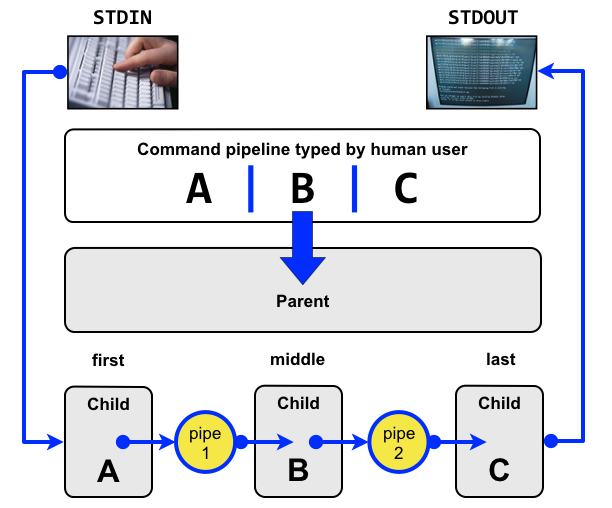 STDIN
STDOUT
Command pipeline typed by human user
A | B | C
Parent
first
middle
last
Child
Child
Child
pipe
1
pipe
2
A
B
C